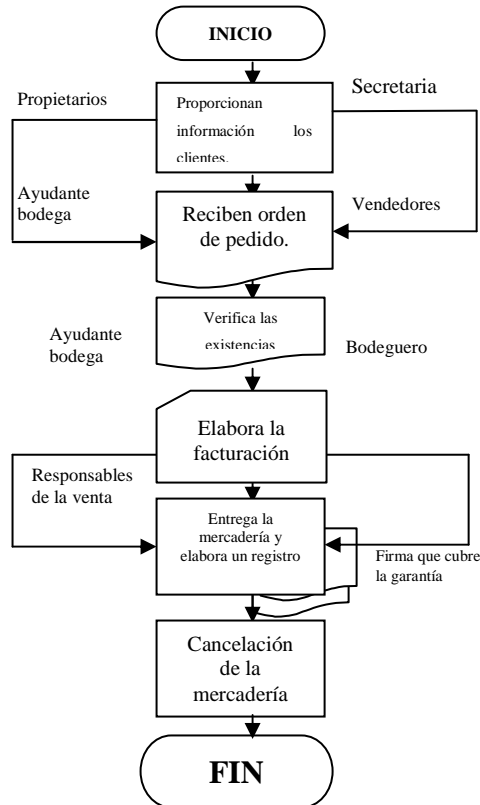 INICIO
Propietarios
Secretaria
Proporcionan
información los
clientes.
Ayudante
bodega
Vendedores
Reciben orden
de pedido.
Verifica las
existencias
Ayudante
bodega
Bodeguero
Elabora la
facturación
Responsables
de la venta
Entrega la
mercadería y
elabora un registro
Firma que cubre
la garantía
Cancelación
de la
mercadería
FIN